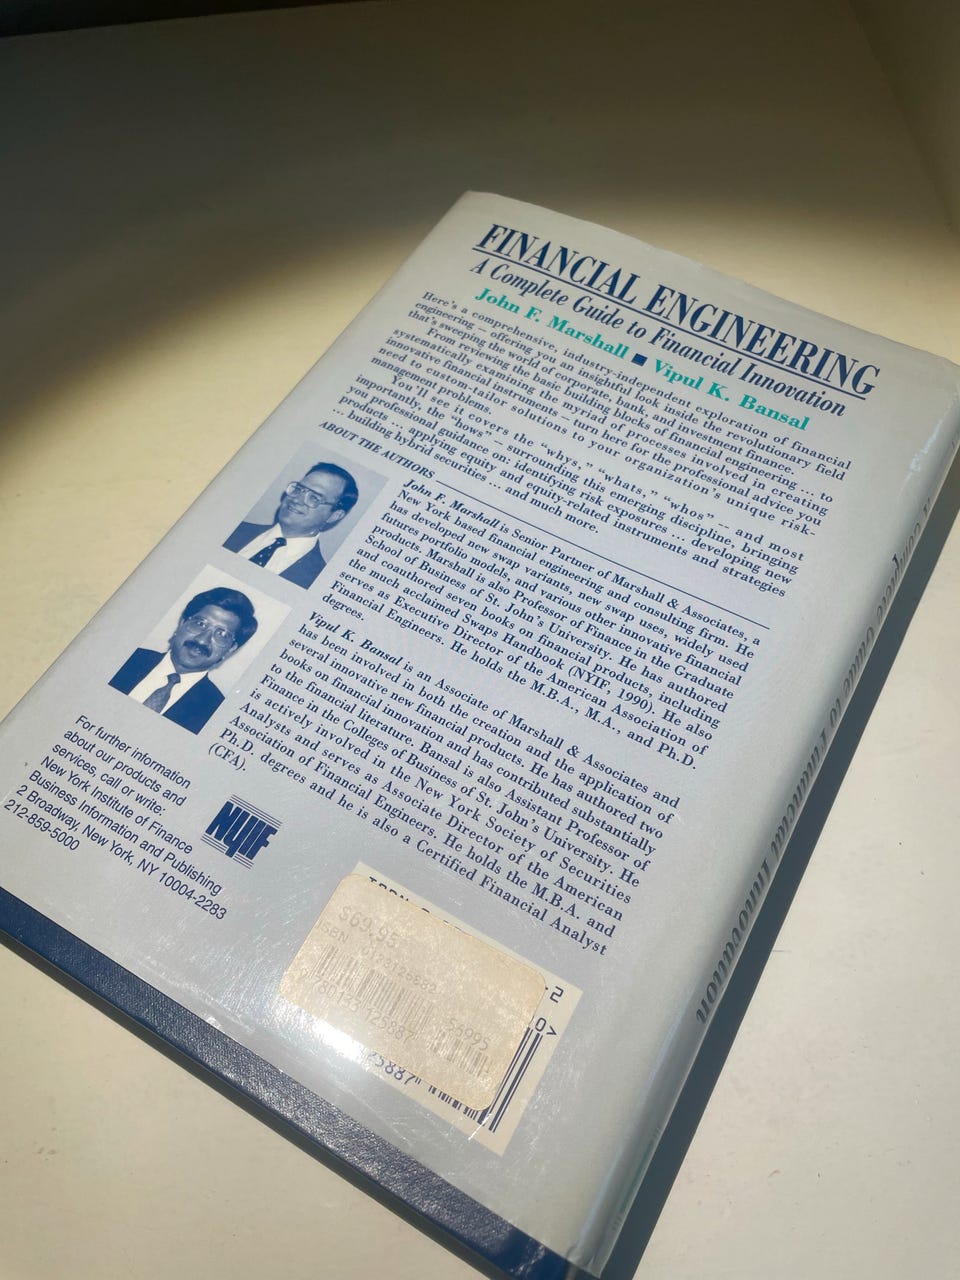 FINANCIAL ENGINEERING
A Complete Guide to Financial Innovation
John F. Marshall ■ Vipul K. Bansal
Here's a comprehensive, industry-independent exploration of financial
engineering — offering you an insightful look inside the revolutionary field
that's sweeping the world of corporate, bank, and investment finance.
From reviewing the basic building blocks of financial engineering ... to
systematically examining the myriad of processes involved in creating
innovative financial instruments — turn here for the professional advice you
need to custom-tailor solutions to your organization's unique risk-
management problems.
You'll see it covers the "whys," "whats," "whos" -- and most
importantly, the "hows" -- surrounding this emerging discipline, bringing
you professional guidance on: identifying risk exposures ... developing new
products ... applying equity and equity-related instruments and strategies
... building hybrid securities ... and much more.
ABOUT THE AUTHORS
John F. Marshall is Senior Partner of Marshall & Associates, a
New York based financial engineering and consulting firm. He
has developed new swap variants, new swap uses, widely used
futures portfolio models, and various other innovative financial
products. Marshall is also Professor of Finance in the Graduate
School of Business of St. John's University. He has authored
and coauthored seven books on financial products, including
the much acclaimed Swaps Handbook (NYIF, 1990). He also
serves as Executive Director of the American Association of
Financial Engineers. He holds the M.B.A., M.A., and Ph.D.
degrees.
Vipul K. Bansal is an Associate of Marshall & Associates and
has been involved in both the creation and the application of
several innovative new financial products. He has authored two
books on financial innovation and has contributed substantially
to the financial literature. Bansal is also Assistant Professor of
Finance in the Colleges of Business of St. John's University. He
is actively involved in the New York Society of Securities
Analysts and serves as Associate Director of the American
Association of Financial Engineers. He holds the M.B.A. and
Ph.D. degrees and he is also a Certified Financial Analyst
(CFA).
For further information
about our products and
services, call or write:
New York Institute of Finance
Business Information and Publishing
2 Broadway, New York, NY 10004-2283
212-859-5000
NYIF
$69.95
ISBN
56995
-2
0>
A Complete Guide to Financial Innovation